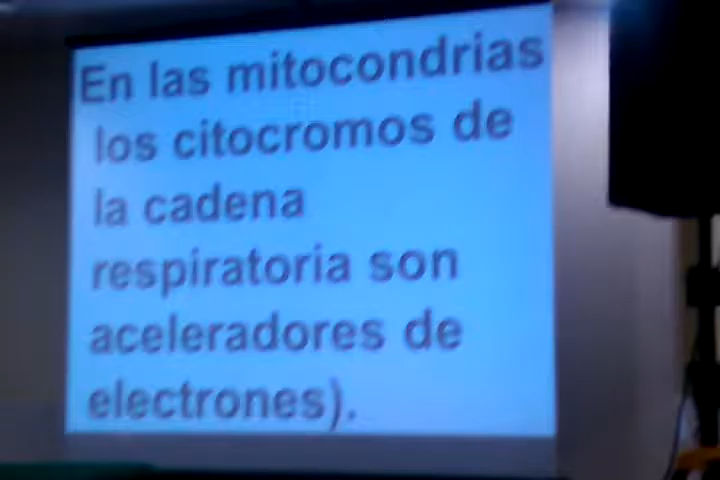 En las mitocondrias
los citocromos de
la cadena
respiratoria son
aceleradores de
electrones).